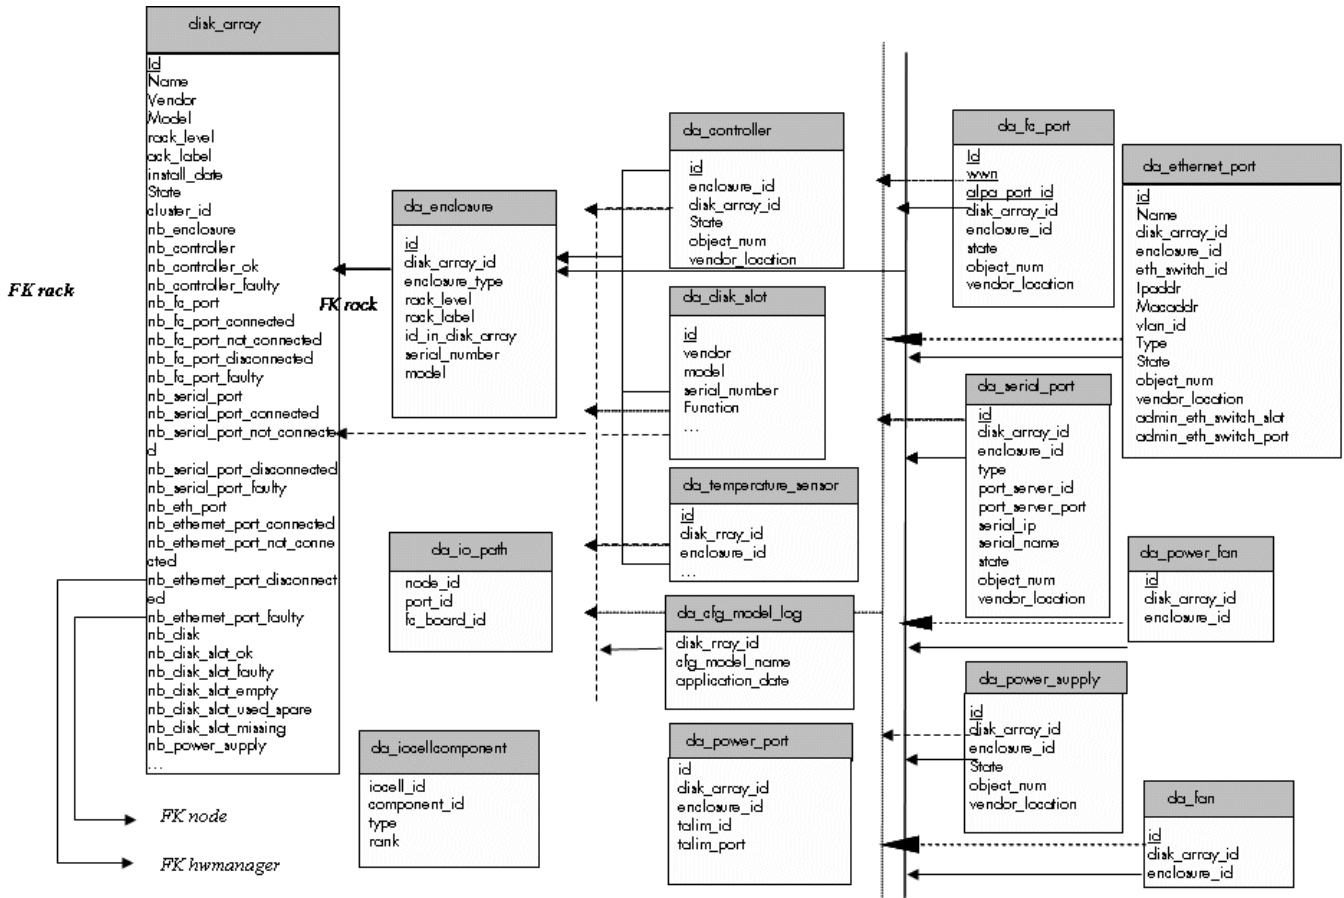 disk_array
Id
Name
Vendor
Model
rack_level
ack_label
install_date
State
cluster_id
nb_enclosure
nb_controller
nb_controller_ok
nb_controller_faulty
nb_fc_port
nb_fc_port_connected
nb_fc_port_not_connected
nb_fc_port_disconnected
nb_fc_port_faulty
nb_serial_port
nb_serial_port_connected
nb_serial_port_not_connecte
d
nb_serial_port_disconnected
nb_serial_port_faulty
nb_eth_port
nb_ethernet_port_connected
nb_ethernet_port_not_conne
cted
nb_ethernet_port_disconnect
ed
nb_ethernet_port_faulty
nb_disk
nb_disk_slot_ok
nb_disk_slot_faulty
nb_disk_slot_empty
nb_disk_slot_used_spare
nb_disk_slot_missing
nb_power_supply
...
FK rack
FK rack
FK node
FK hwmanager
da_enclosure
id
disk_array_id
enclosure_type
rack_level
rack_label
id_in_disk_array
serial_number
model
da_io_path
node_id
port_id
fc_board_id
da_iocellcomponent
iocell_id
component_id
type
rank
da_controller
id
enclosure_id
disk_array_id
State
object_num
vendor_location
da_disk_slot
id
vendor
model
serial_number
Function
...
da_temperature_sensor
id
disk_rray_id
enclosure_id
...
da_cfg_model_log
disk_rray_id
cfg_model_name
application_date
da_power_port
id
disk_array_id
enclosure_id
talim_id
talim_port
da_fc_port
Id
wwn
alpa_port_id
disk_array_id
enclosure_id
state
object_num
vendor_location
da_serial_port
id
disk_array_id
enclosure_id
type
port_server_id
port_server_port
serial_ip
serial_name
state
object_num
vendor_location
da_power_supply
id
disk_array_id
enclosure_id
State
object_num
vendor_location
da_ethernet_port
id
Name
disk_array_id
enclosure_id
eth_switch_id
Ipaddr
Macaddr
vlan_id
Type
State
object_num
vendor_location
admin_eth_switch_slot
admin_eth_switch_port
da_power_fan
id
disk_array_id
enclosure_id
da_fan
id
disk_array_id
enclosure_id